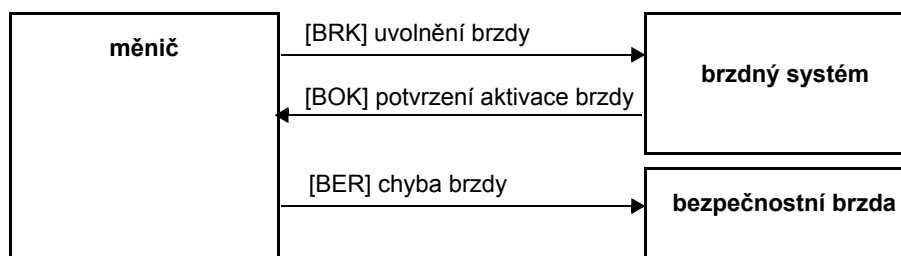 měnič
[BRK] uvolnění brzdy
brzdný systém
[BOK] potvrzení aktivace brzdy
[BER] chyba brzdy
bezpečnostní brzda